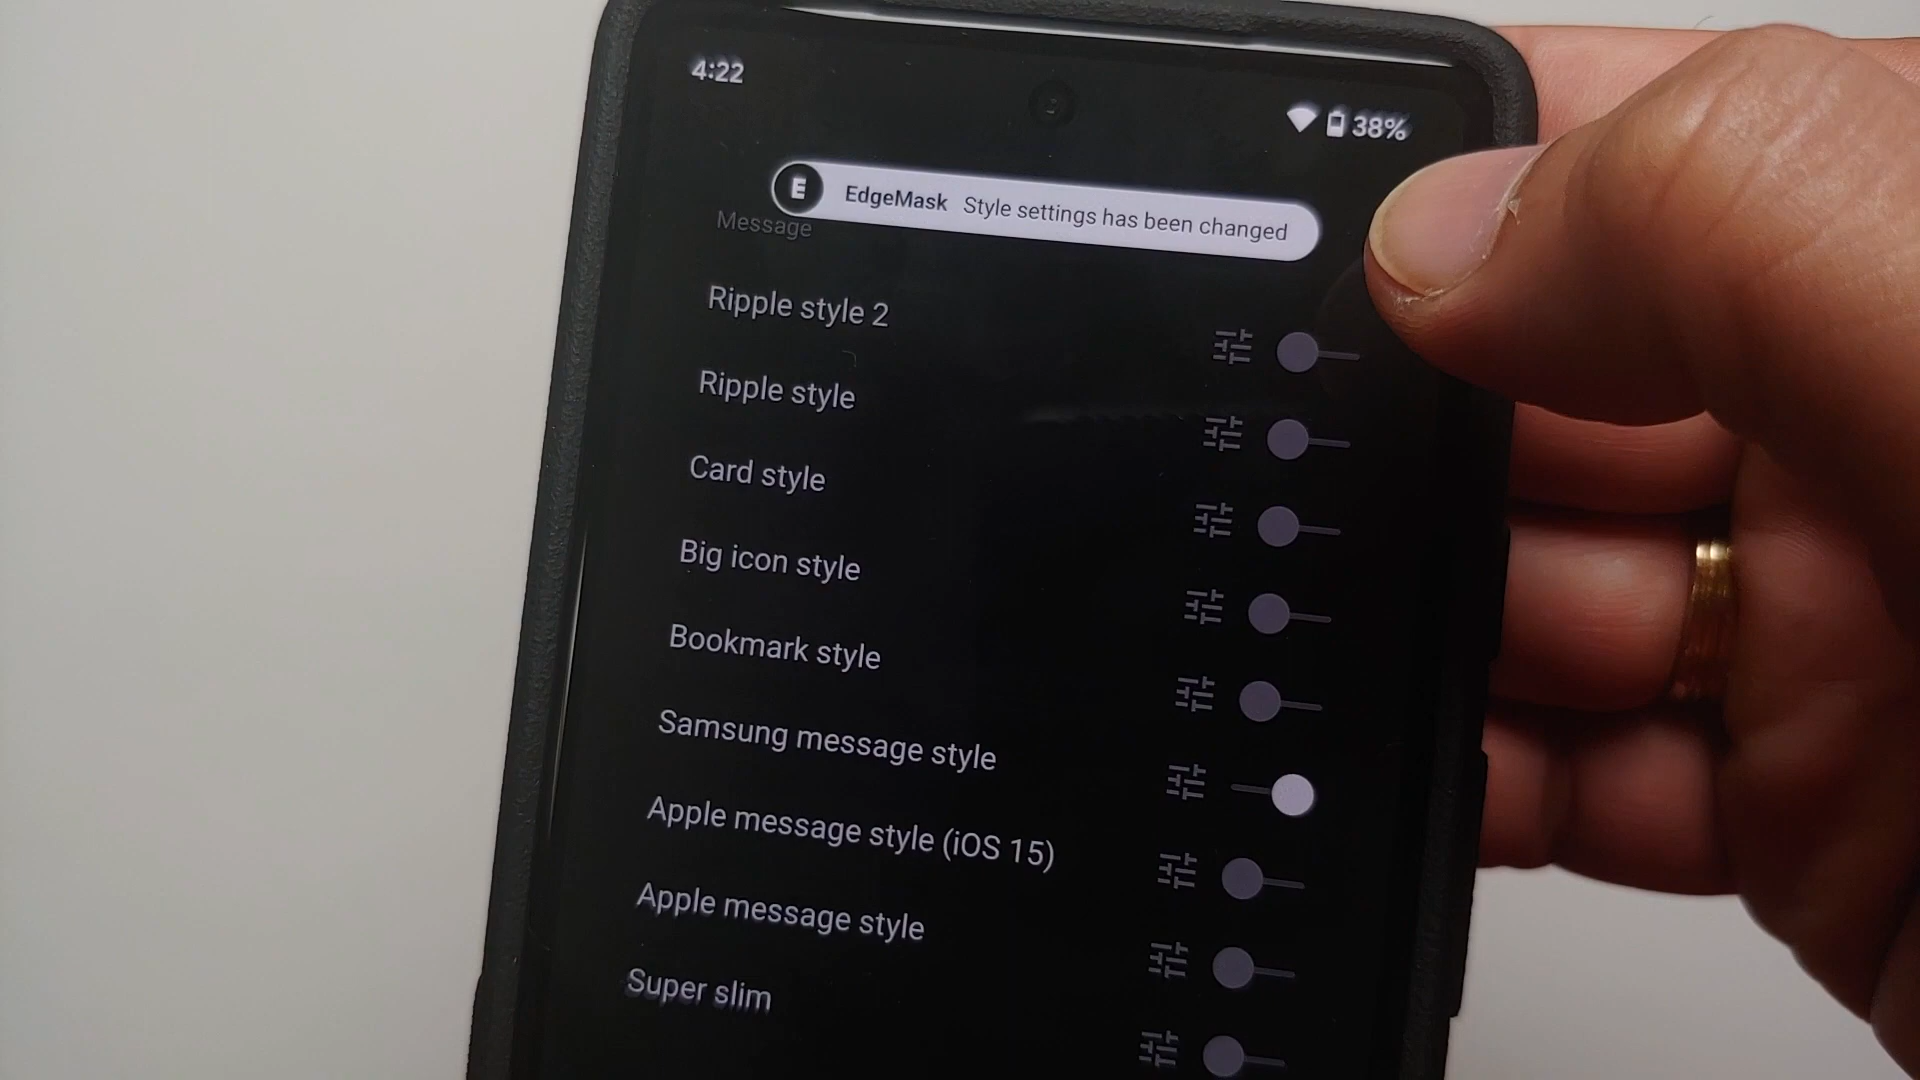 4:22
38%
E EdgeMask Style settings has been changed
Message
Ripple style 2
Ripple style
Card style
Big icon style
Bookmark style
Samsung message style
Apple message style (iOS 15)
Apple message style
Super slim